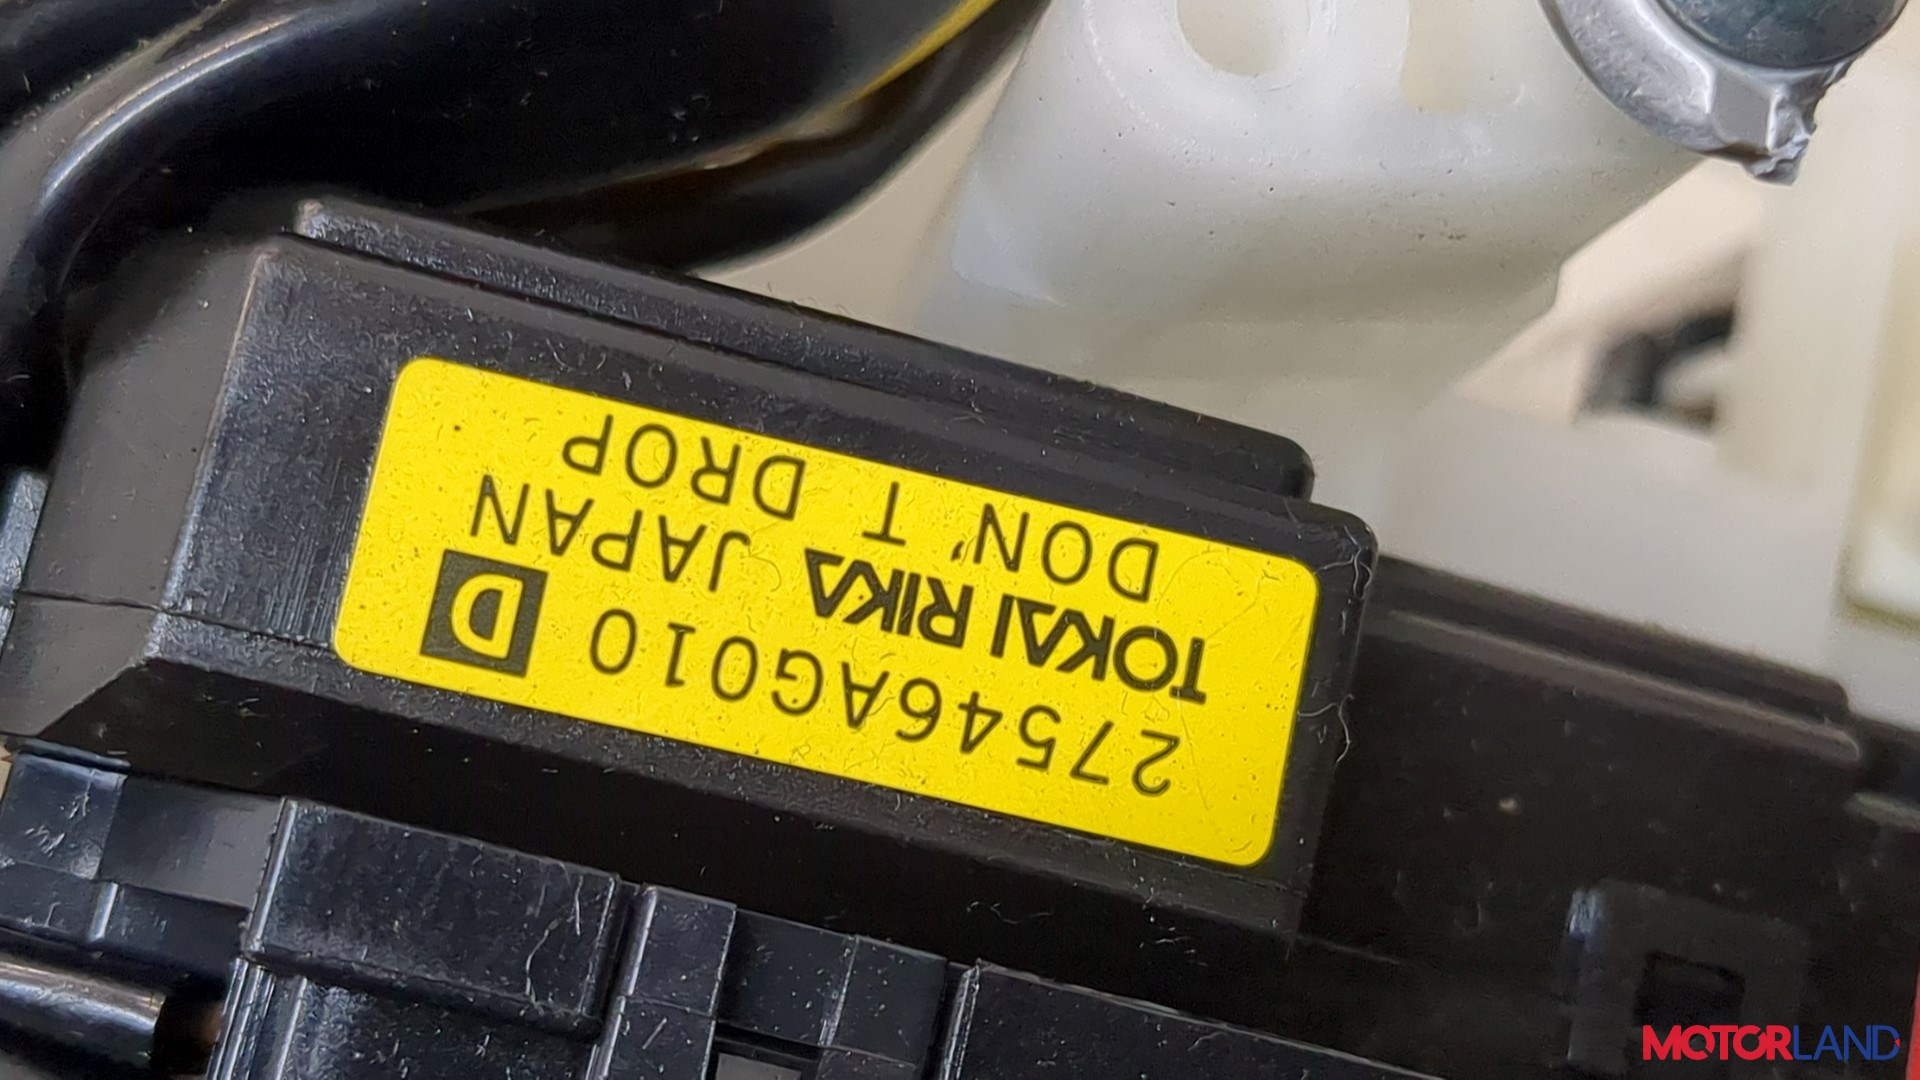 27546AG010 D
TOKAI RIKA JAPAN
DON'T DROP
MOTORLAND